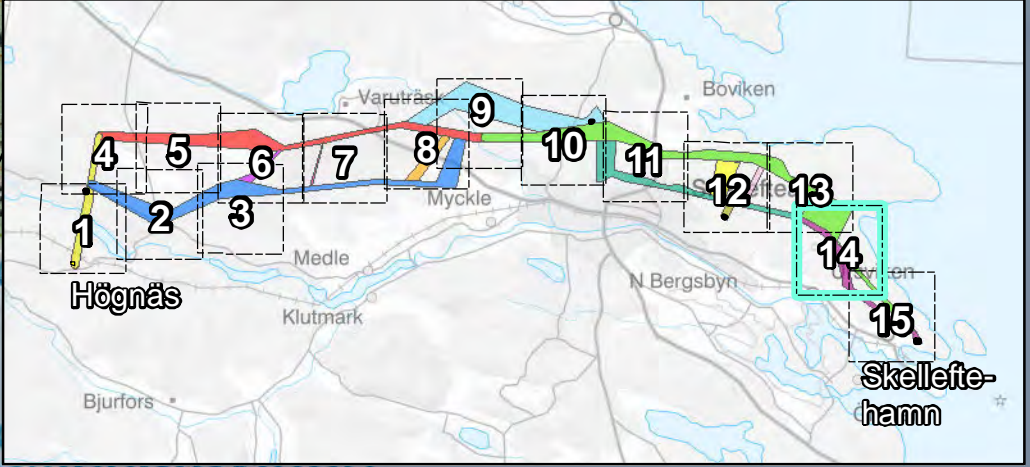 Boviken
Varuträsk
9
10
4
5
6
7
8
11
12
13
Myckle
1
2
3
14
Medle
N Bergsbyn
Högnäs
Klutmark
15
Skellefte-
hamn
Bjurfors